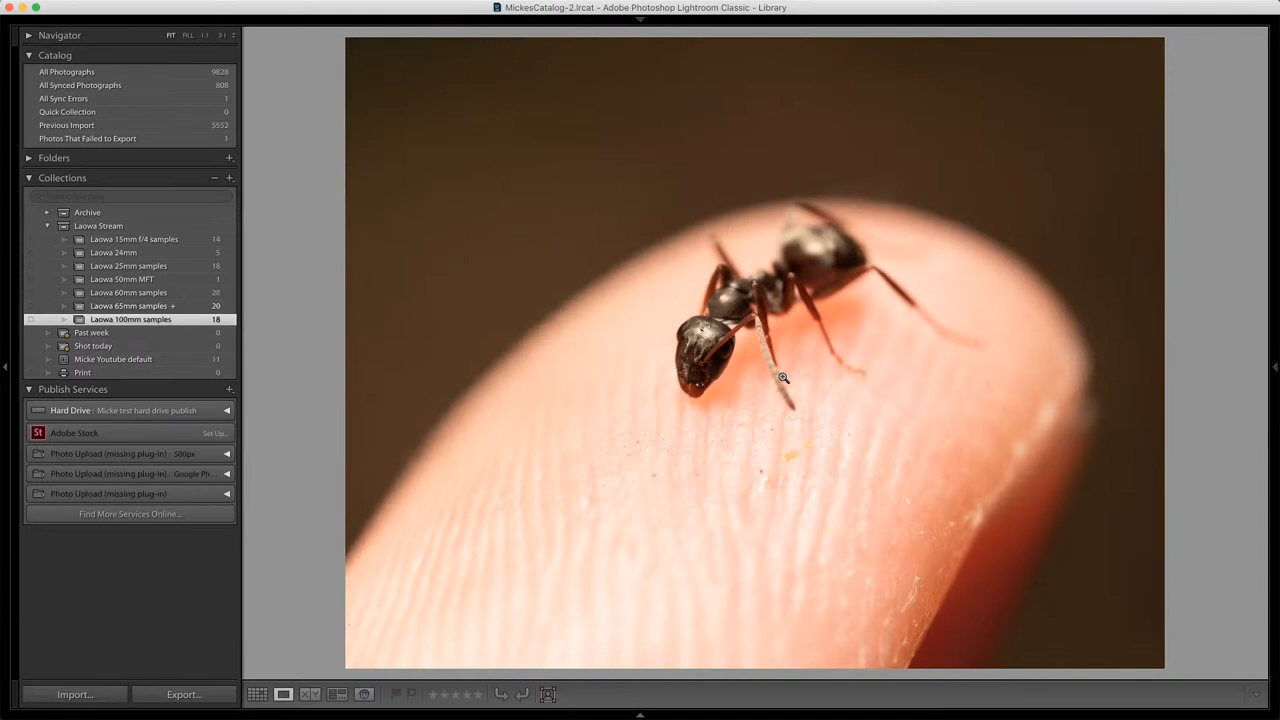 MickesCatalog-2.lrcat - Adobe Photoshop Lightroom Classic - Library
Navigator FIT FILL 1:1 3:1
Catalog
All Photographs 9828
All Synced Photographs 808
All Sync Errors 1
Quick Collection 0
Previous Import 5552
Photos That Failed to Export 1
Folders
Collections
Archive
Laowa Stream
Laowa 15mm f/4 samples 14
Laowa 24mm 5
Laowa 25mm samples 18
Laowa 50mm MFT 1
Laowa 60mm samples 28
Laowa 65mm samples + 20
Laowa 100mm samples 18
Past week 0
Shot today 0
Micke Youtube default 11
Print 0
Publish Services
Hard Drive : Micke test hard drive publish
St Adobe Stock Set Up...
Photo Upload (missing plug-in) : 500px
Photo Upload (missing plug-in) : Google Ph...
Photo Upload (missing plug-in)
Find More Services Online...
Import... Export...
X Y